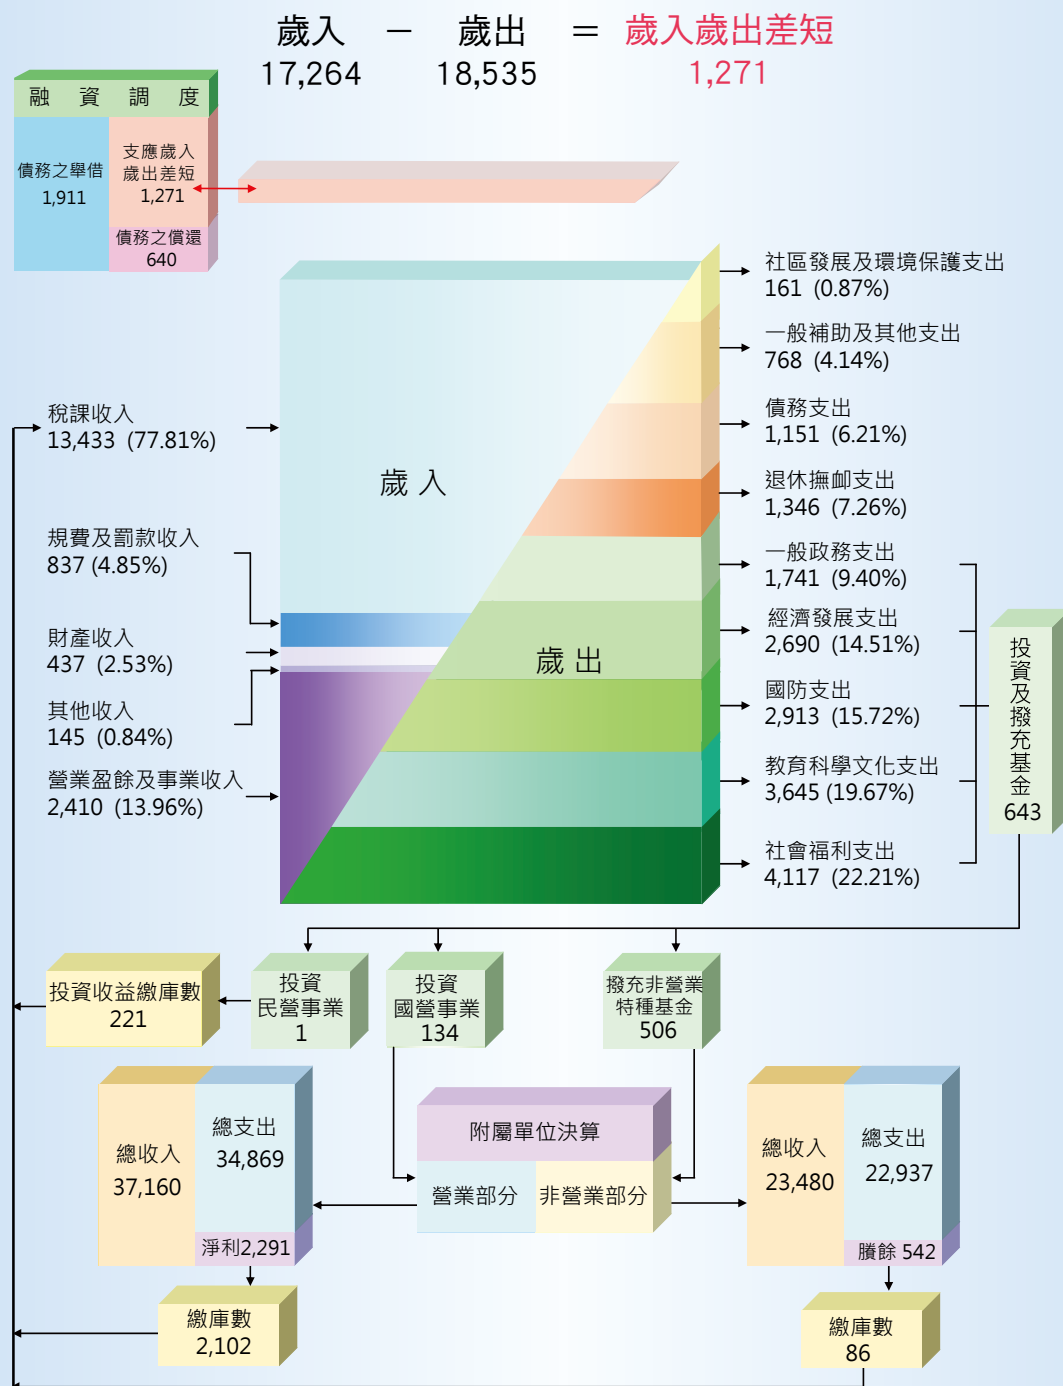 歲入 － 歲出 ＝ 歲入歲出差短
17,264 18,535 1,271
融資調度
債務之舉借
1,911
支應歲入
歲出差短
1,271
債務之償還
640
稅課收入
13,433 (77.81%)
規費及罰款收入
837 (4.85%)
財產收入
437 (2.53%)
其他收入
145 (0.84%)
營業盈餘及事業收入
2,410 (13.96%)
歲入
歲出
社區發展及環境保護支出
161 (0.87%)
一般補助及其他支出
768 (4.14%)
債務支出
1,151 (6.21%)
退休撫卹支出
1,346 (7.26%)
一般政務支出
1,741 (9.40%)
經濟發展支出
2,690 (14.51%)
國防支出
2,913 (15.72%)
教育科學文化支出
3,645 (19.67%)
社會福利支出
4,117 (22.21%)
投資及撥充基金
643
投資收益繳庫數
221
投資
民營事業
1
投資
國營事業
134
撥充非營業
特種基金
506
總收入
37,160
總支出
34,869
淨利2,291
繳庫數
2,102
附屬單位決算
營業部分
非營業部分
總收入
23,480
總支出
22,937
賸餘 542
繳庫數
86